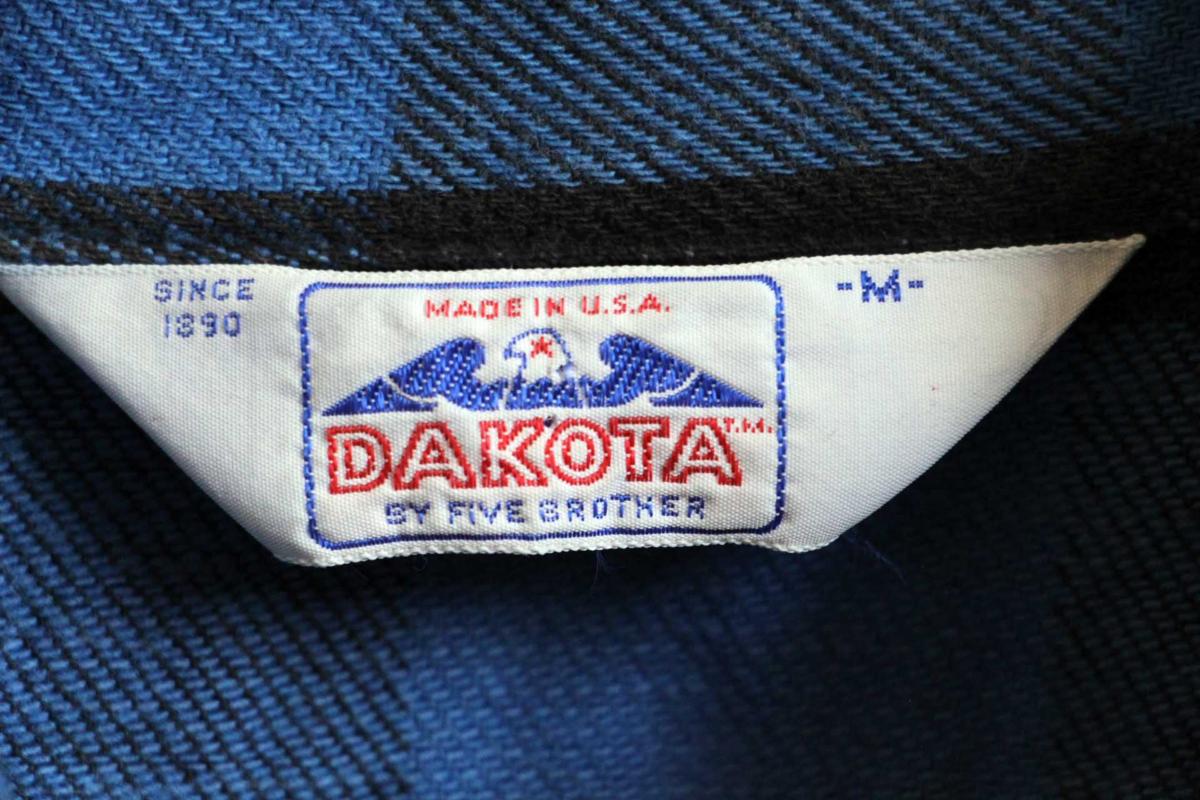 SINCE
1890
MADE IN U.S.A.
-M-
DAKOTA T.M.
BY FIVE BROTHER